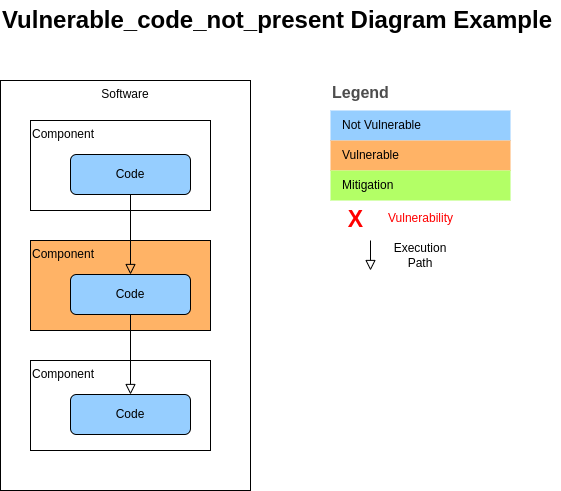 Vulnerable_code_not_present Diagram Example
Software
Component
Code
Component
Code
Component
Code
Legend
Not Vulnerable
Vulnerable
Mitigation
X Vulnerability
Execution
Path